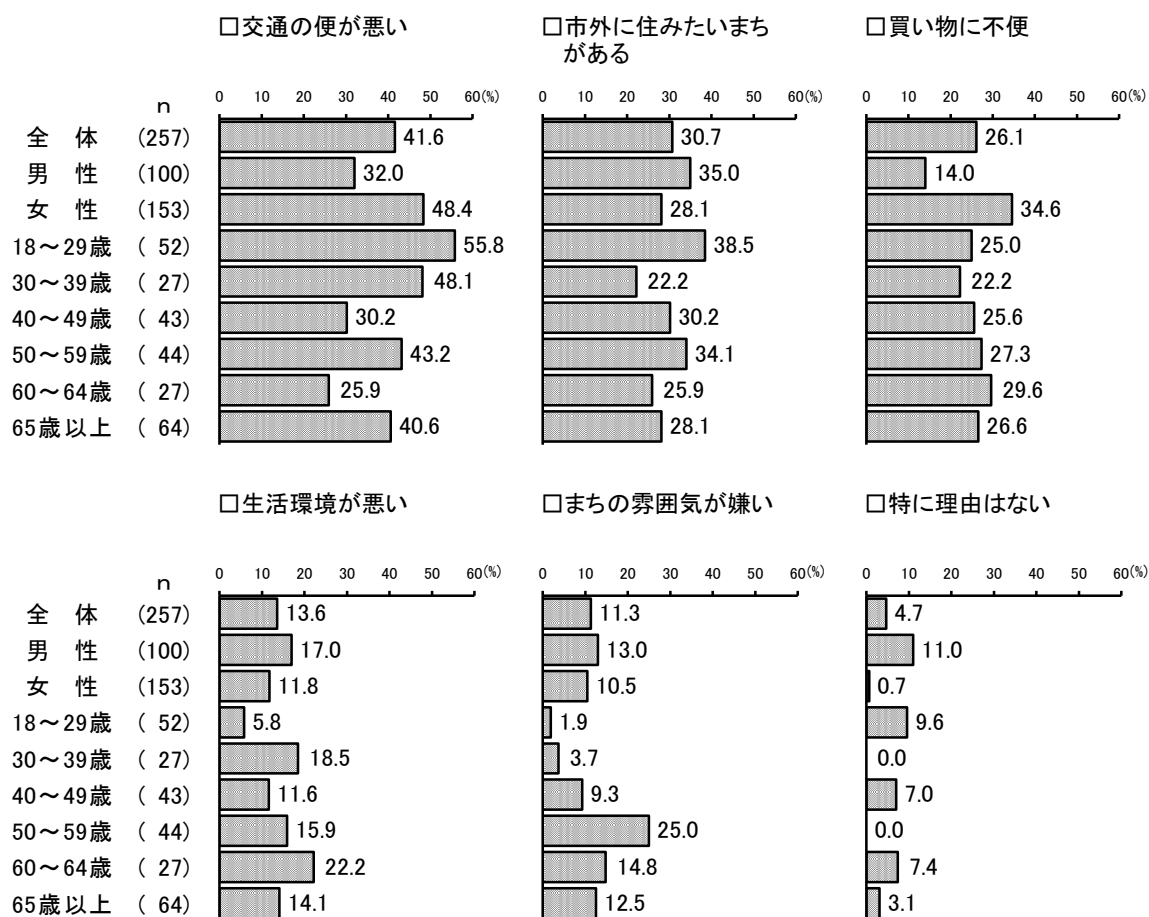 □交通の便が悪い □市外に住みたいまち □買い物に不便
がある
0 10 20 30 40 50 60(%) 0 10 20 30 40 50 60(%) 0 10 20 30 40 50 60(%)
n
全 体 (257) 41.6 30.7 26.1
男 性 (100) 32.0 35.0 14.0
女 性 (153) 48.4 28.1 34.6
18～29歳 ( 52) 55.8 38.5 25.0
30～39歳 ( 27) 48.1 22.2 22.2
40～49歳 ( 43) 30.2 30.2 25.6
50～59歳 ( 44) 43.2 34.1 27.3
60～64歳 ( 27) 25.9 25.9 29.6
65歳以上 ( 64) 40.6 28.1 26.6
□生活環境が悪い □まちの雰囲気が嫌い □特に理由はない
0 10 20 30 40 50 60(%) 0 10 20 30 40 50 60(%) 0 10 20 30 40 50 60(%)
n
全 体 (257) 13.6 11.3 4.7
男 性 (100) 17.0 13.0 11.0
女 性 (153) 11.8 10.5 0.7
18～29歳 ( 52) 5.8 1.9 9.6
30～39歳 ( 27) 18.5 3.7 0.0
40～49歳 ( 43) 11.6 9.3 7.0
50～59歳 ( 44) 15.9 25.0 0.0
60～64歳 ( 27) 22.2 14.8 7.4
65歳以上 ( 64) 14.1 12.5 3.1